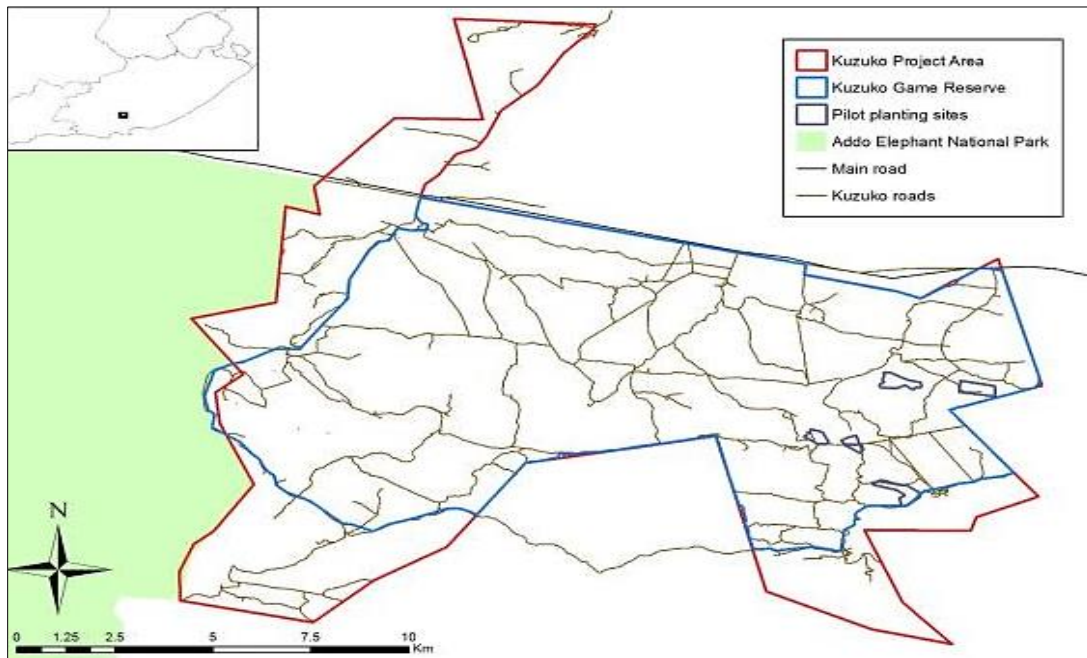 Kuzuko Project Area
Kuzuko Game Reserve
Pilot planting sites
Addo Elephant National Park
Main road
Kuzuko roads
N
0 1.25 2.5 5 7.5 10
Km